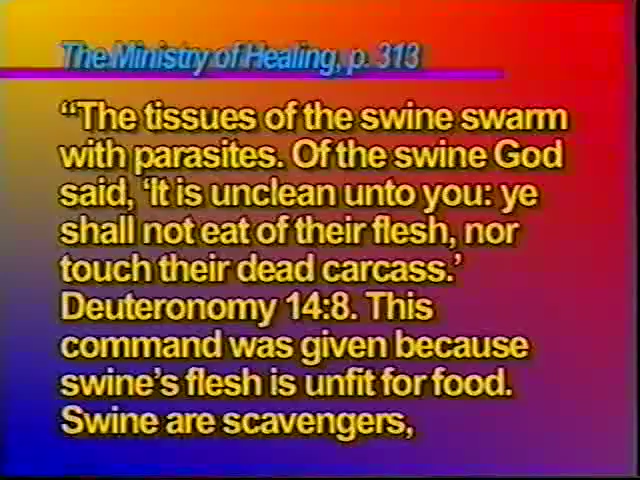 The Ministry of Healing, p. 313
“The tissues of the swine swarm
with parasites. Of the swine God
said, ‘It is unclean unto you: ye
shall not eat of their flesh, nor
touch their dead carcass.’
Deuteronomy 14:8. This
command was given because
swine’s flesh is unfit for food.
Swine are scavengers,